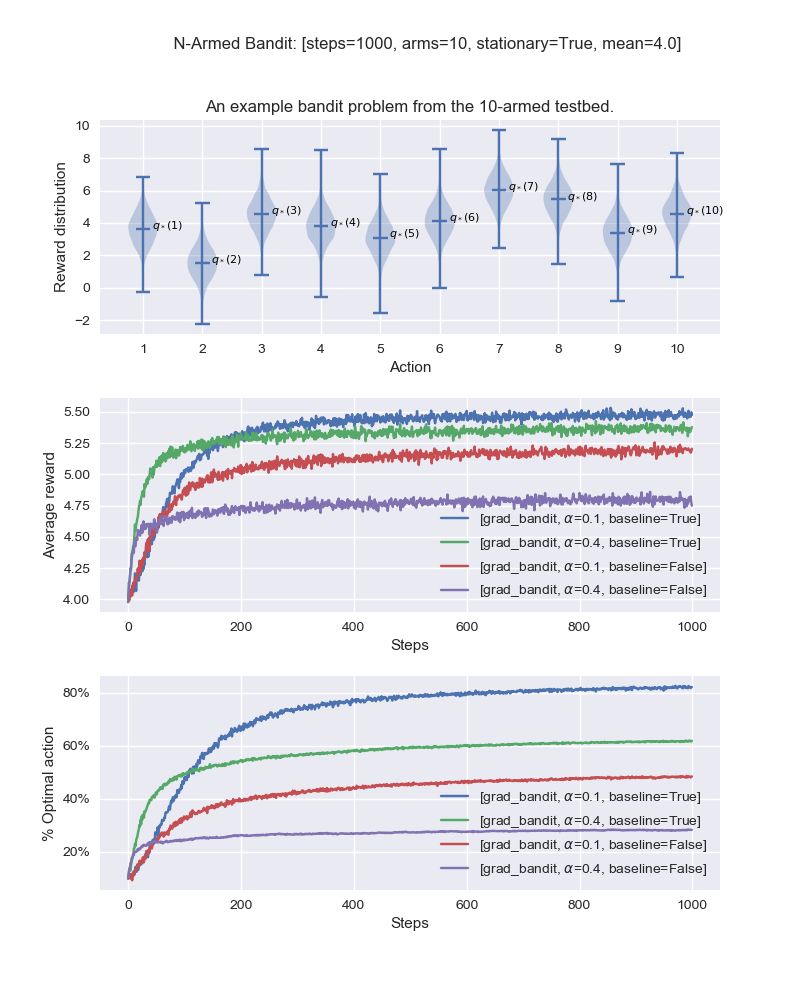 N-Armed Bandit: [steps=1000, arms=10, stationary=True, mean=4.0]
An example bandit problem from the 10-armed testbed.
Reward distribution
10
8
6
4
2
0
−2
q*(1)
q*(2)
q*(3)
q*(4)
q*(5)
q*(6)
q*(7)
q*(8)
q*(9)
q*(10)
1 2 3 4 5 6 7 8 9 10
Action
Average reward
5.50
5.25
5.00
4.75
4.50
4.25
4.00
[grad_bandit, α=0.1, baseline=True]
[grad_bandit, α=0.4, baseline=True]
[grad_bandit, α=0.1, baseline=False]
[grad_bandit, α=0.4, baseline=False]
0 200 400 600 800 1000
Steps
% Optimal action
80%
60%
40%
20%
[grad_bandit, α=0.1, baseline=True]
[grad_bandit, α=0.4, baseline=True]
[grad_bandit, α=0.1, baseline=False]
[grad_bandit, α=0.4, baseline=False]
0 200 400 600 800 1000
Steps